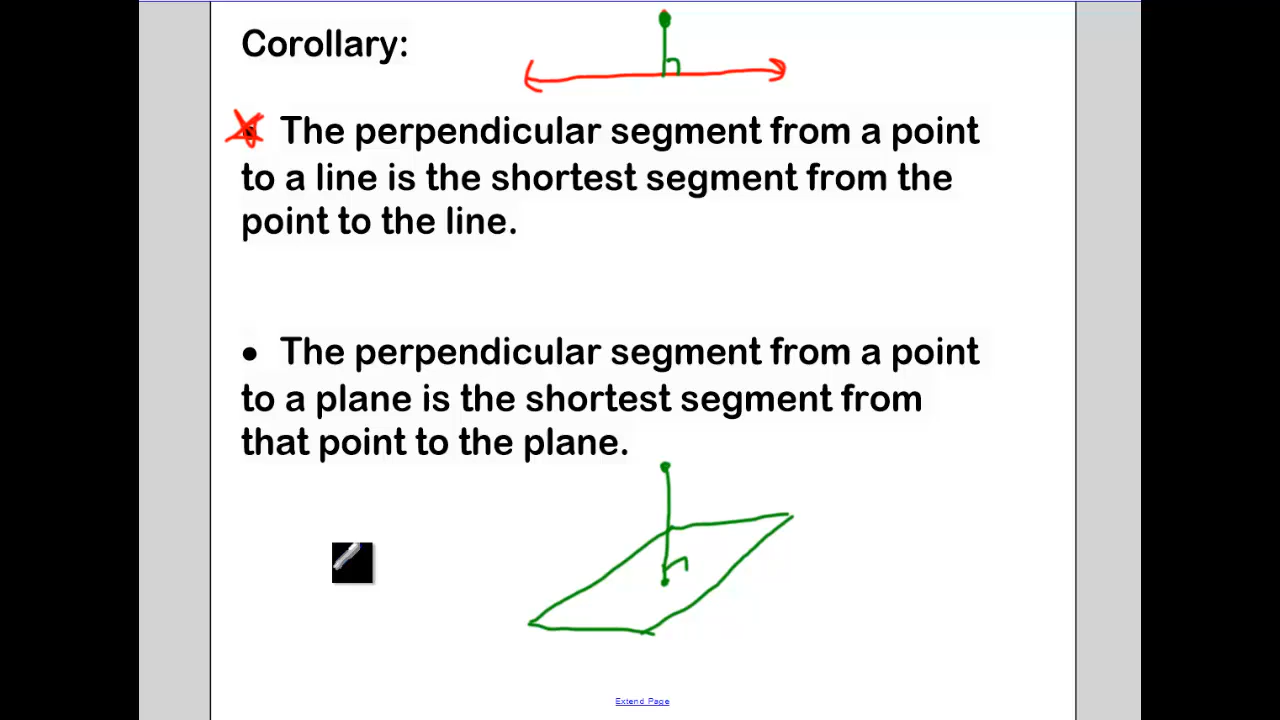 Corollary:
The perpendicular segment from a point
to a line is the shortest segment from the
point to the line.
• The perpendicular segment from a point
to a plane is the shortest segment from
that point to the plane.
Extend Page